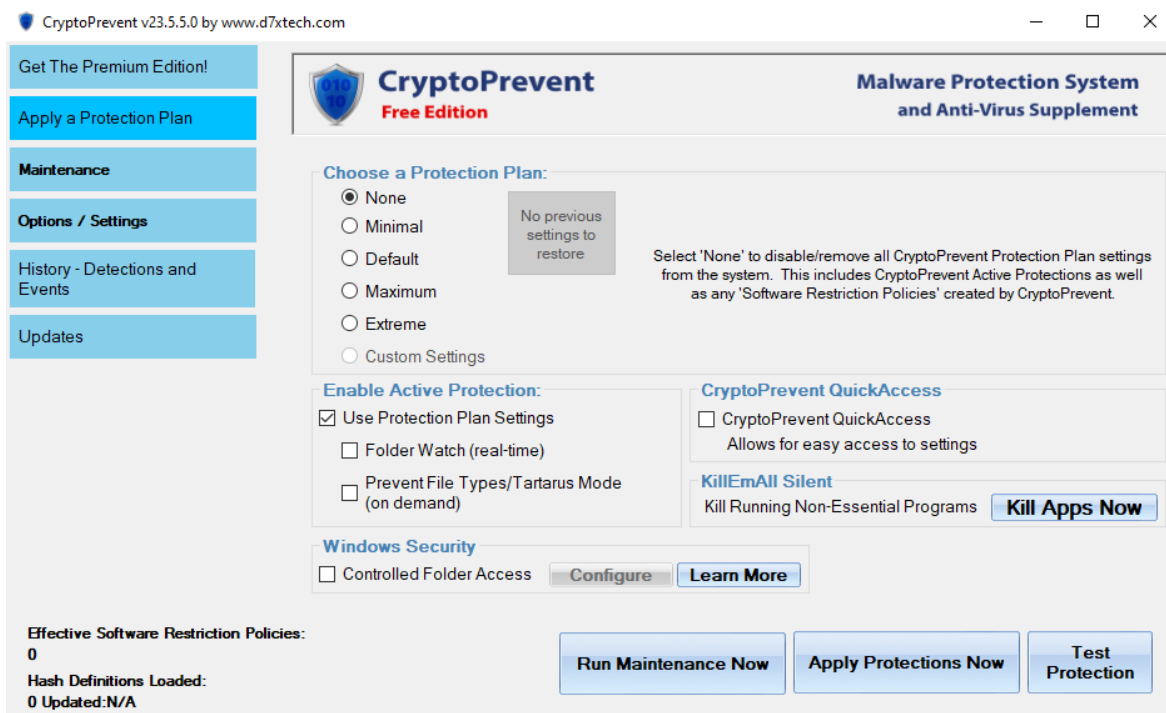 CryptoPrevent v23.5.5.0 by www.d7xtech.com
Get The Premium Edition!
Apply a Protection Plan
Maintenance
Options / Settings
History - Detections and
Events
Updates
010
10
CryptoPrevent
Free Edition
Malware Protection System
and Anti-Virus Supplement
Choose a Protection Plan:
None
Minimal
Default
Maximum
Extreme
Custom Settings
No previous
settings to
restore
Select 'None' to disable/remove all CryptoPrevent Protection Plan settings
from the system. This includes CryptoPrevent Active Protections as well
as any 'Software Restriction Policies' created by CryptoPrevent.
Enable Active Protection:
Use Protection Plan Settings
Folder Watch (real-time)
Prevent File Types/Tartarus Mode
(on demand)
CryptoPrevent QuickAccess
CryptoPrevent QuickAccess
Allows for easy access to settings
KillEmAll Silent
Kill Running Non-Essential Programs
Kill Apps Now
Windows Security
Controlled Folder Access
Configure
Learn More
Effective Software Restriction Policies:
0
Hash Definitions Loaded:
0 Updated:N/A
Run Maintenance Now
Apply Protections Now
Test
Protection